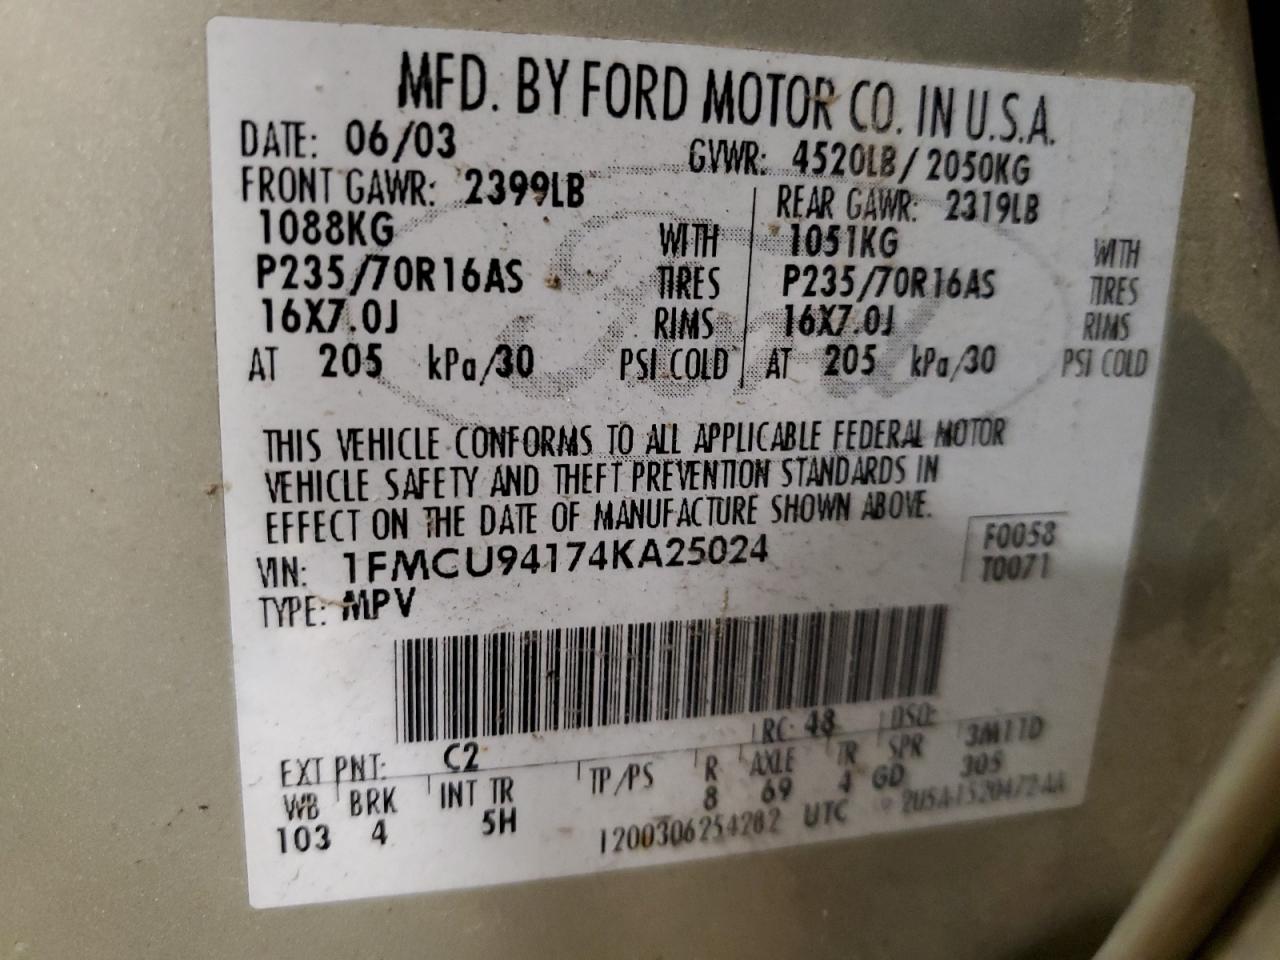 MFD. BY FORD MOTOR CO. IN U.S.A.
DATE: 06/03 GVWR: 4520LB/2050KG
FRONT GAWR: 2399LB REAR GAWR: 2319LB
1088KG WITH 1051KG WITH
P235/70R16AS TIRES P235/70R16AS TIRES
16X7.0J RIMS 16X7.0J RIMS
AT 205 kPa/30 PSI COLD AT 205 kPa/30 PSI COLD
THIS VEHICLE CONFORMS TO ALL APPLICABLE FEDERAL MOTOR
VEHICLE SAFETY AND THEFT PREVENTION STANDARDS IN
EFFECT ON THE DATE OF MANUFACTURE SHOWN ABOVE.
VIN: 1FMCU94174KA25024 F0058
TYPE: MPV T0071
EXT PNT: C2 RC: 48 DSO:
WB BRK INT TR TP/PS R AXLE TR SPR 3M11D
103 4 5H 8 69 4 GD 305
1200306254282 UTC